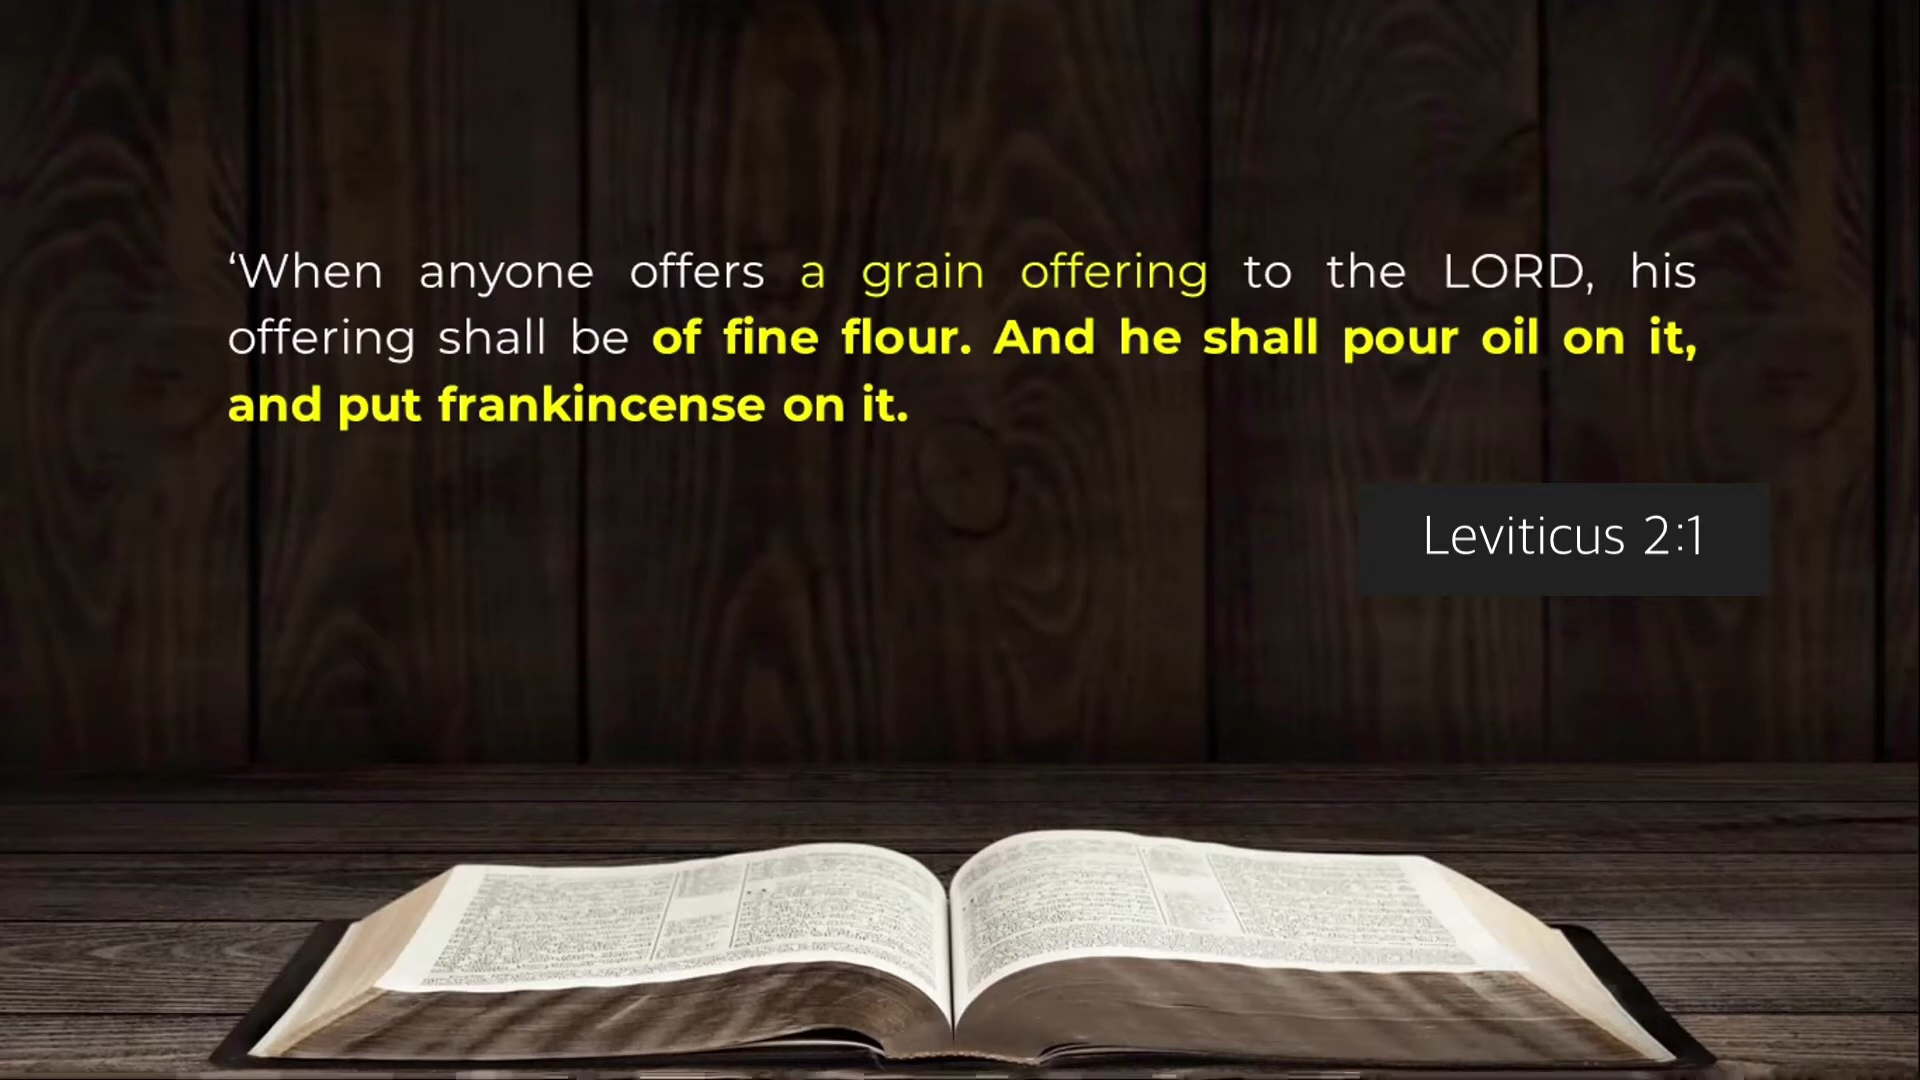 ‘When anyone offers a grain offering to the LORD, his
offering shall be of fine flour. And he shall pour oil on it,
and put frankincense on it.
Leviticus 2:1